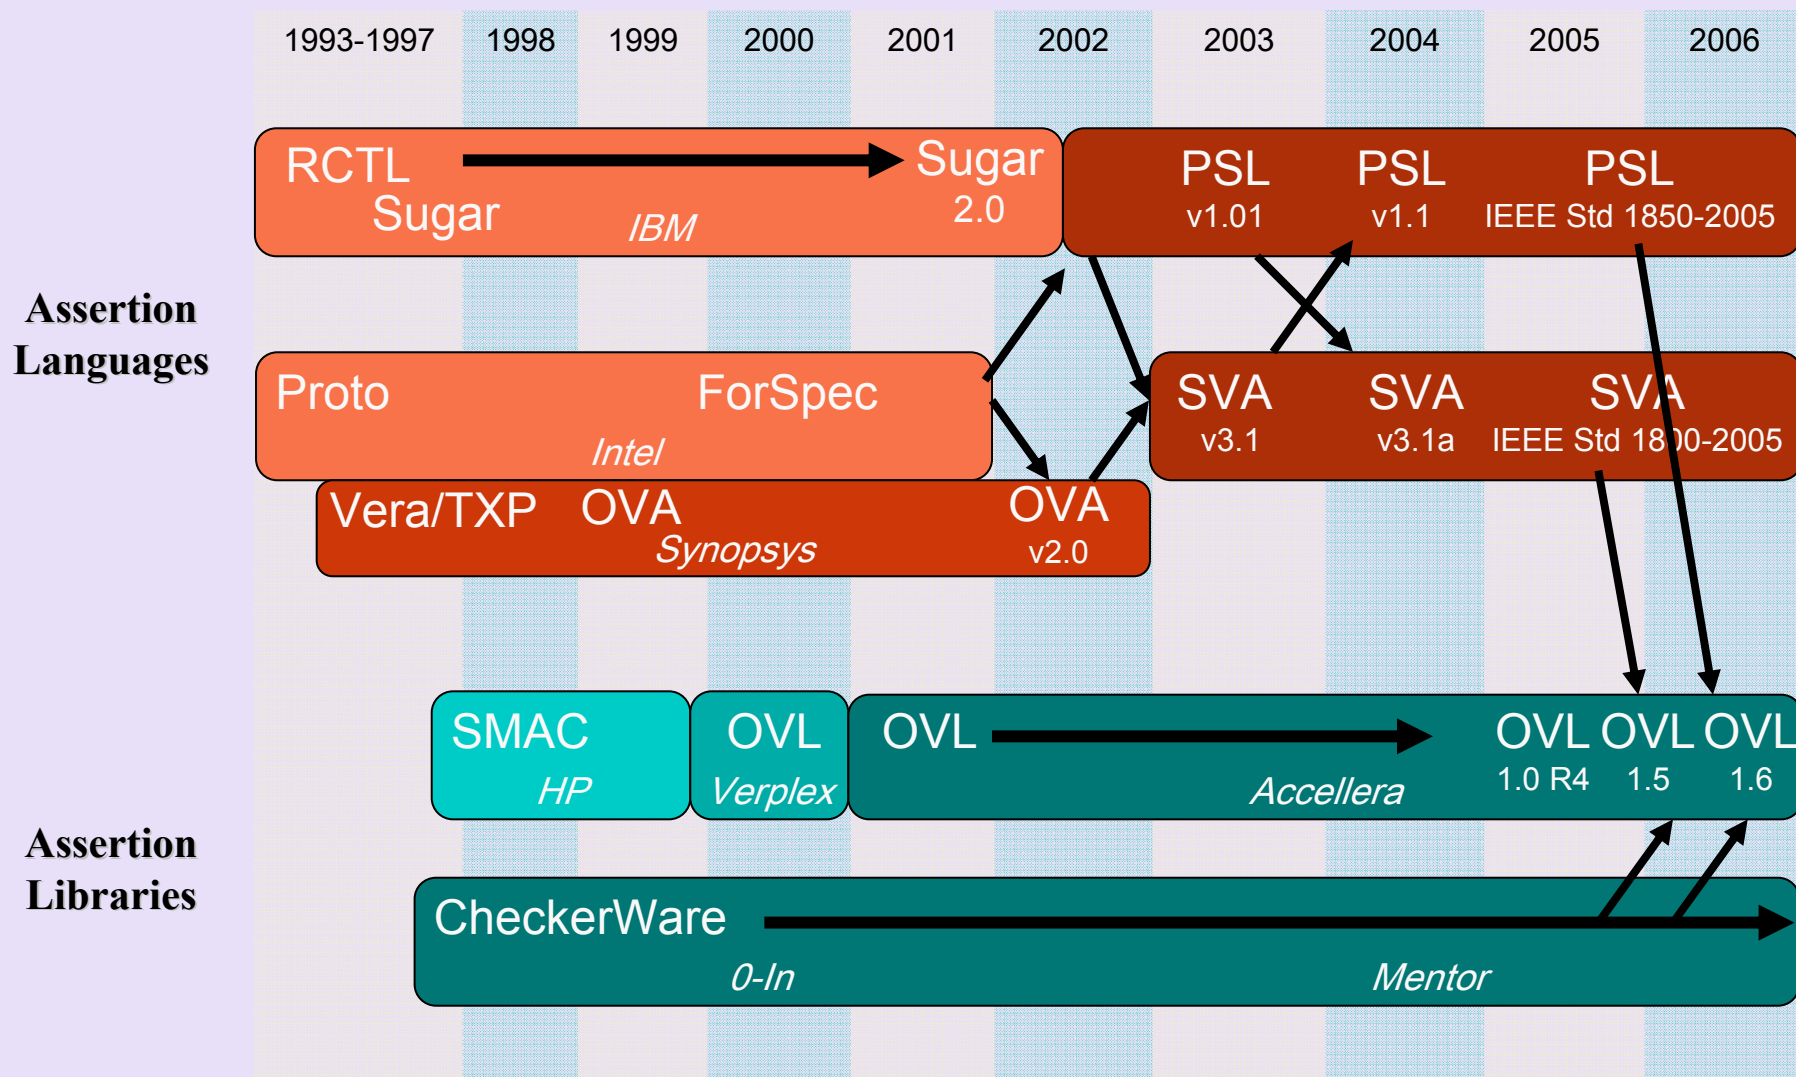 1993-1997 1998 1999 2000 2001 2002 2003 2004 2005 2006
Assertion
Languages
RCTL
Sugar
IBM
Sugar
2.0
PSL
v1.01
PSL
v1.1
PSL
IEEE Std 1850-2005
Proto
ForSpec
Intel
SVA
v3.1
SVA
v3.1a
SVA
IEEE Std 1800-2005
Vera/TXP
OVA
Synopsys
OVA
v2.0
Assertion
Libraries
SMAC
HP
OVL
Verplex
OVL
Accellera
OVL
1.0 R4
OVL
1.5
OVL
1.6
CheckerWare
0-In
Mentor